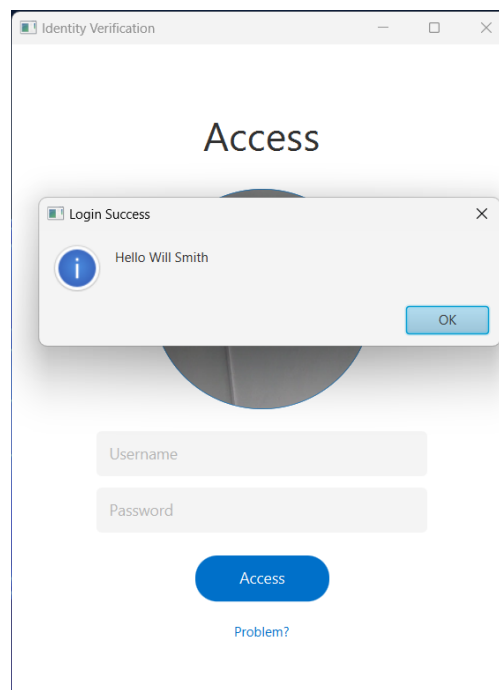 Identity Verification
Access
Login Success
Hello Will Smith
OK
Username
Password
Access
Problem?